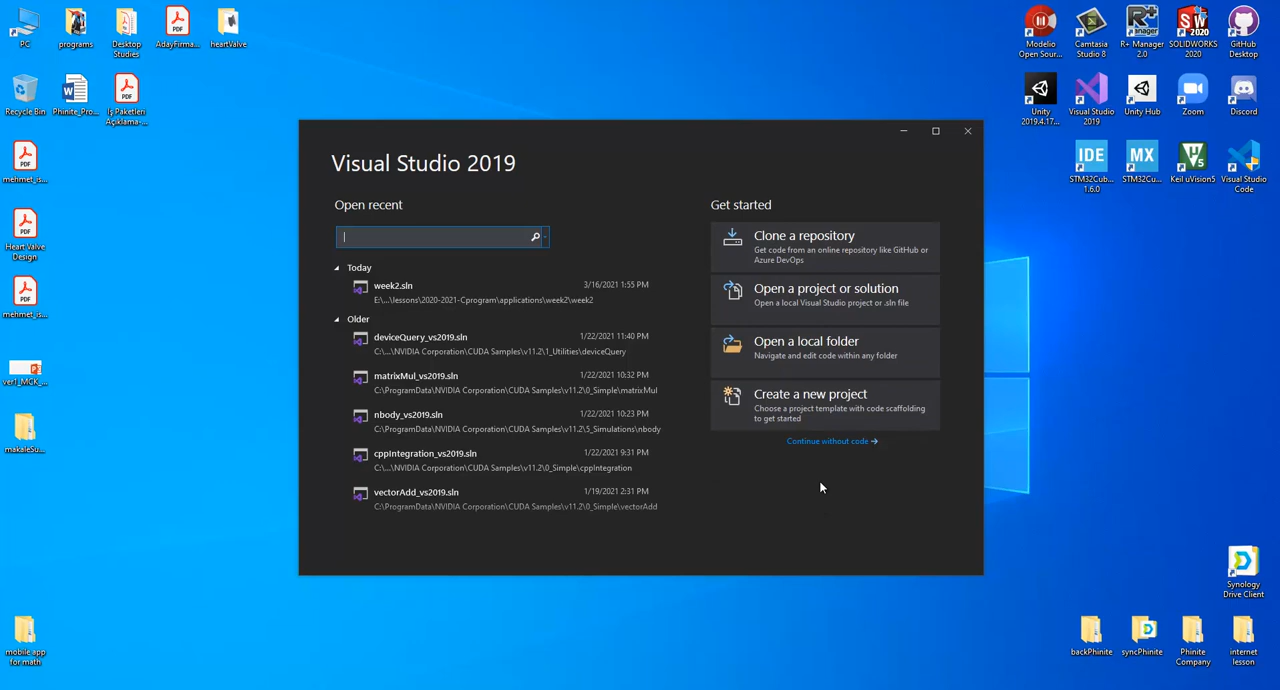 PC
programs
Desktop
Studies
AdayFirma...
heartValve
Recycle Bin
Phinite_Pro...
İş Paketleri
Açıklama-...
mehmet_is...
Heart Valve
Design
mehmet_is...
ver1_MCK_...
makaleSu...
mobile app
for math
Visual Studio 2019
Open recent
Today
week2.sln
3/16/2021 1:55 PM
E:\...\lessons\2020-2021-Cprogram\applications\week2\week2
Older
deviceQuery_vs2019.sln
1/22/2021 11:40 PM
C:\...\NVIDIA Corporation\CUDA Samples\v11.2\1_Utilities\deviceQuery
matrixMul_vs2019.sln
1/22/2021 10:32 PM
C:\ProgramData\NVIDIA Corporation\CUDA Samples\v11.2\0_Simple\matrixMul
nbody_vs2019.sln
1/22/2021 10:23 PM
C:\ProgramData\NVIDIA Corporation\CUDA Samples\v11.2\5_Simulations\nbody
cppIntegration_vs2019.sln
1/22/2021 9:31 PM
C:\...\NVIDIA Corporation\CUDA Samples\v11.2\0_Simple\cppIntegration
vectorAdd_vs2019.sln
1/19/2021 2:31 PM
C:\ProgramData\NVIDIA Corporation\CUDA Samples\v11.2\0_Simple\vectorAdd
Get started
Clone a repository
Get code from an online repository like GitHub or
Azure DevOps
Open a project or solution
Open a local Visual Studio project or .sln file
Open a local folder
Navigate and edit code within any folder
Create a new project
Choose a project template with code scaffolding
to get started
Continue without code →
Modelio
Open Sour...
Camtasia
Studio 8
R+ Manager
2.0
SOLIDWORKS
2020
GitHub
Desktop
Unity
2019.4.17...
Visual Studio
2019
Unity Hub
Zoom
Discord
STM32Cub...
1.6.0
STM32Cu...
Keil uVision5
Visual Studio
Code
Synology
Drive Client
backPhinite
syncPhinite
Phinite
Company
internet
lesson